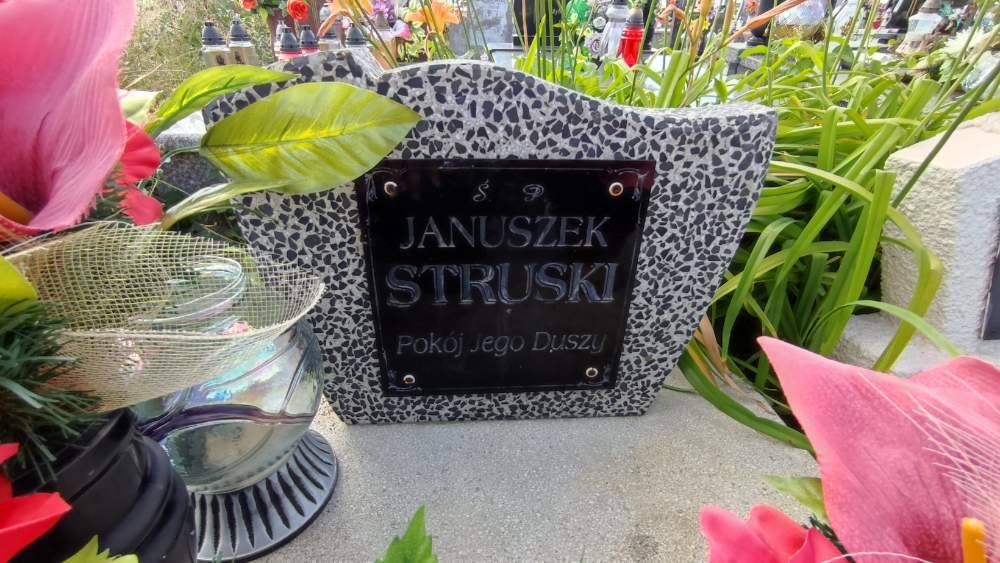 Ś P
JANUSZEK
STRUSKI
Pokój Jego Duszy